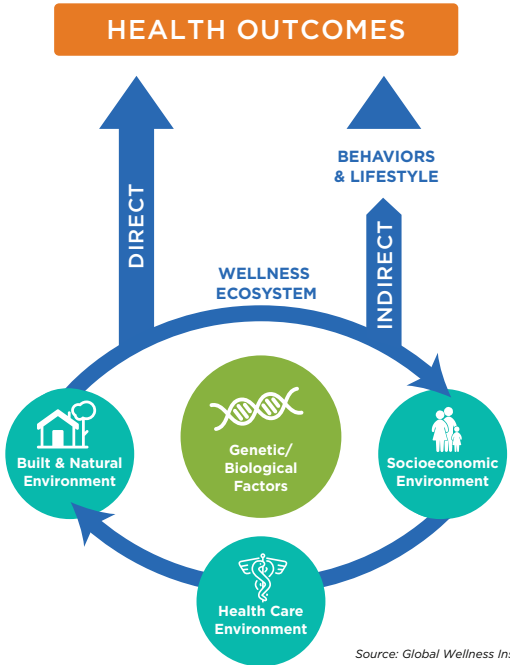 HEALTH OUTCOMES
BEHAVIORS
& LIFESTYLE
DIRECT
INDIRECT
WELLNESS
ECOSYSTEM
Genetic/
Biological
Factors
Built & Natural
Environment
Socioeconomic
Environment
Health Care
Environment
Source: Global Wellness